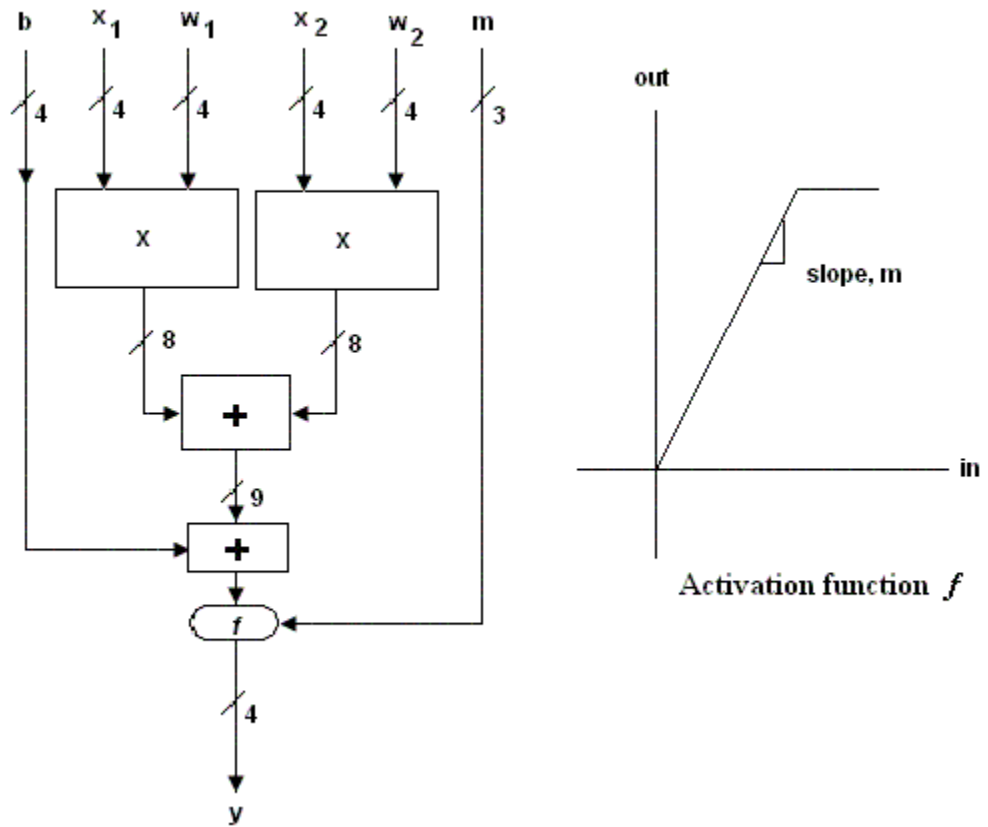 b x1 w1 x2 w2 m
4 4 4 4 4 3
out
x x
slope, m
8 8
+
9
in
+
Activation function f
f
4
y